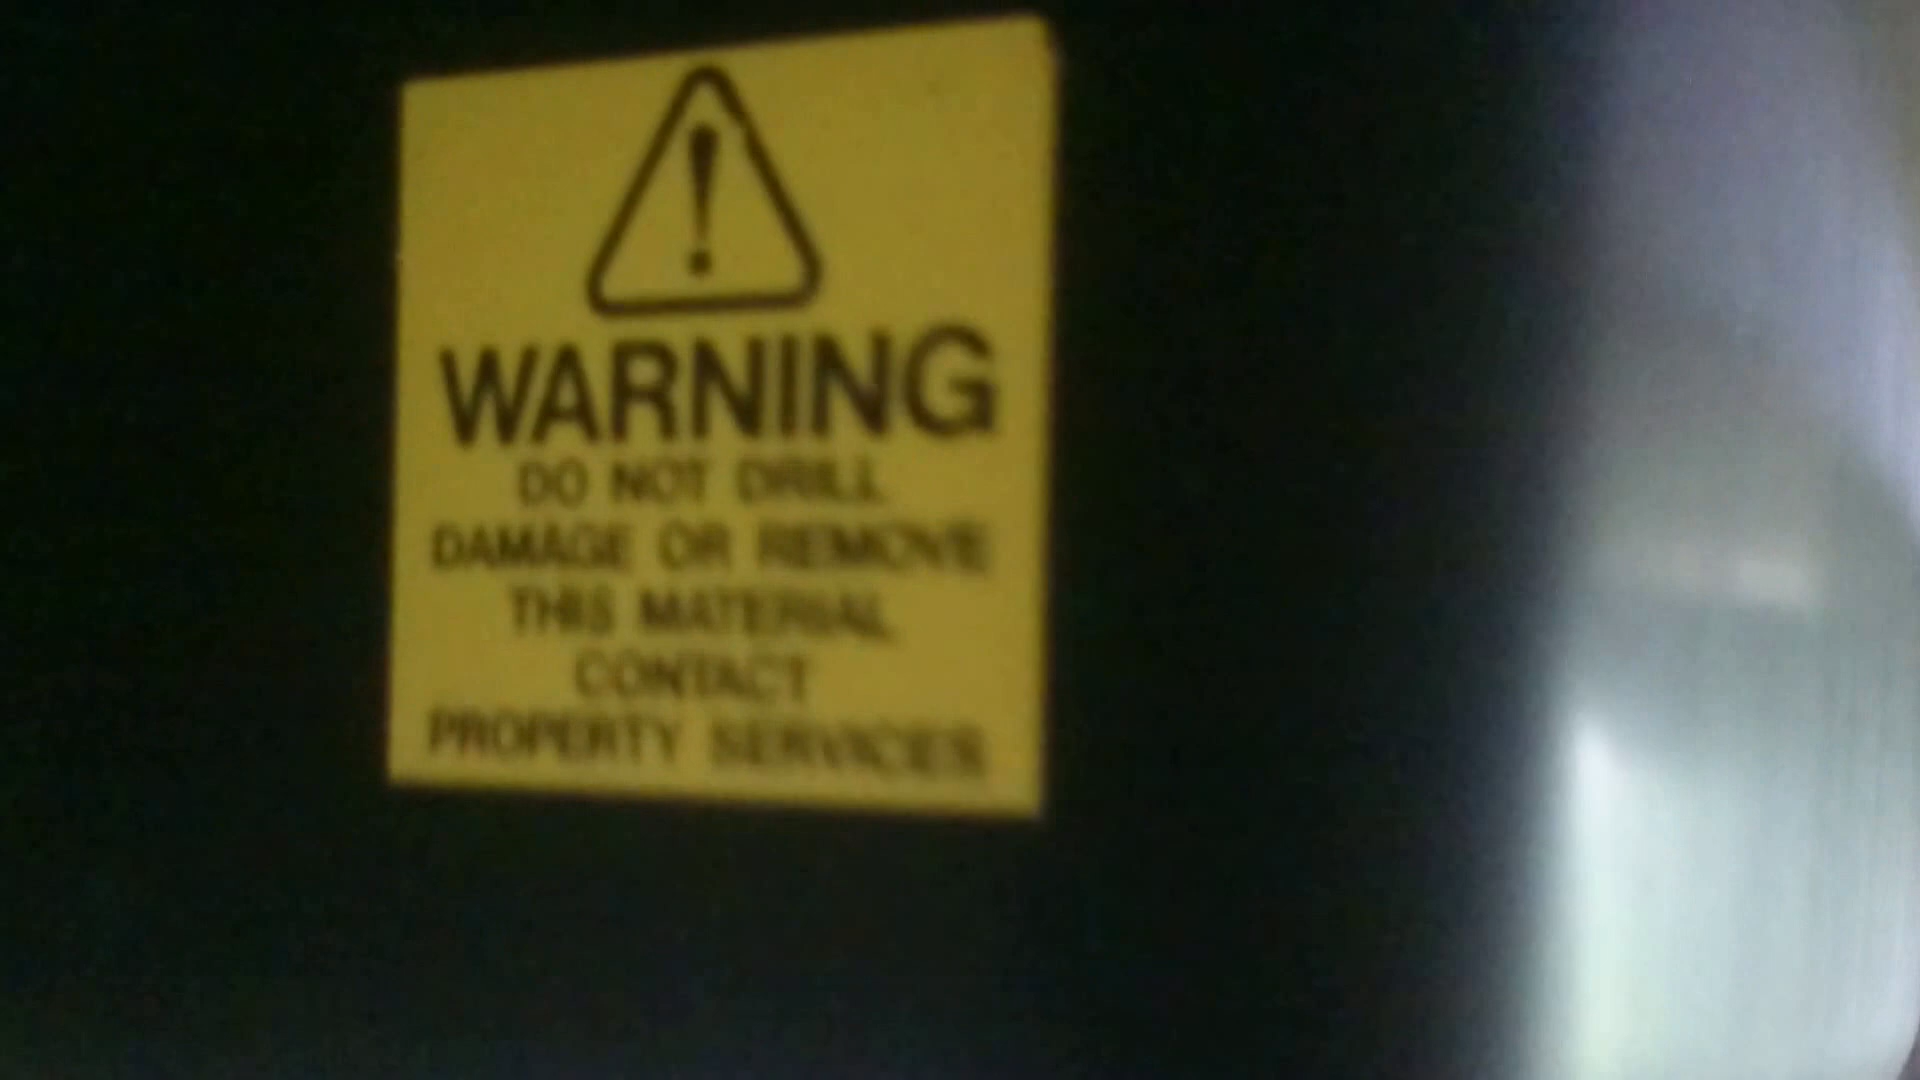 WARNING
DO NOT DRILL
DAMAGE OR REMOVE
THIS MATERIAL
CONTACT
PROPERTY SERVICES